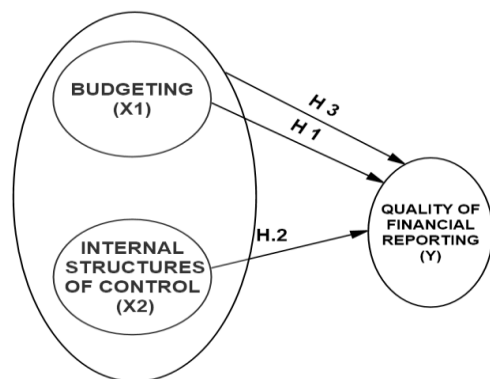 BUDGETING
(X1)
H 3
H 1
INTERNAL
STRUCTURES
OF CONTROL
(X2)
H.2
QUALITY OF
FINANCIAL
REPORTING
(Y)